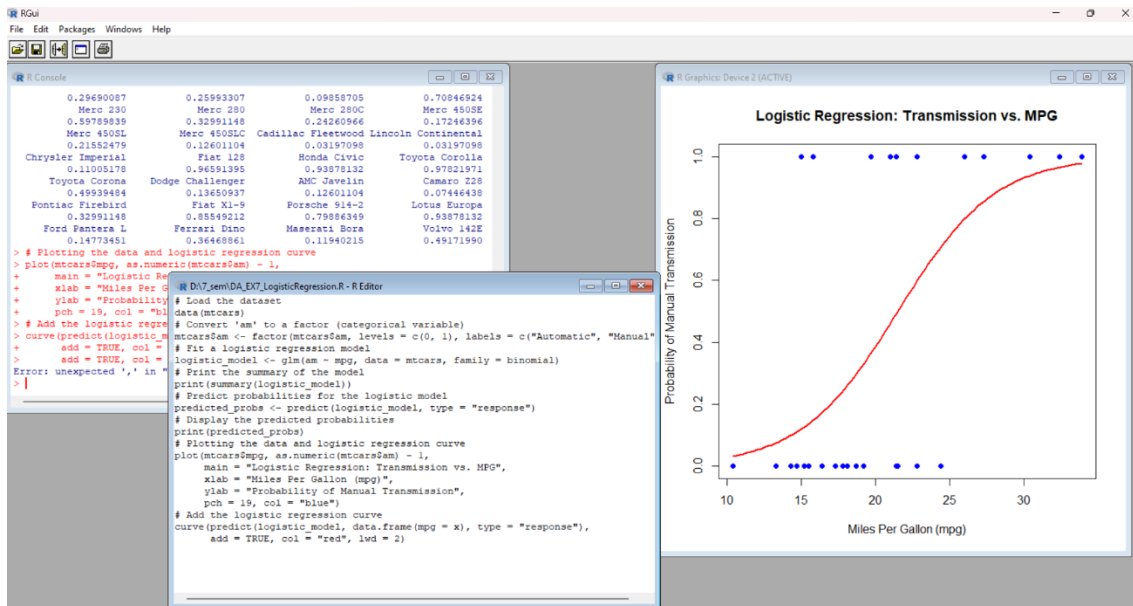 RGui
File Edit Packages Windows Help
R Console
0.29690087 0.25993307 0.09858705 0.70846924
Merc 230 Merc 280 Merc 280C Merc 450SE
0.59789839 0.32991148 0.24260966 0.17246396
Merc 450SL Merc 450SLC Cadillac Fleetwood Lincoln Continental
0.21552479 0.12601104 0.03197098 0.03197098
Chrysler Imperial Fiat 128 Honda Civic Toyota Corolla
0.11005178 0.96591395 0.93878132 0.97821971
Toyota Corona Dodge Challenger AMC Javelin Camaro Z28
0.49939484 0.13650937 0.12601104 0.07446438
Pontiac Firebird Fiat X1-9 Porsche 914-2 Lotus Europa
0.32991148 0.85549212 0.79886349 0.93878132
Ford Pantera L Ferrari Dino Maserati Bora Volvo 142E
0.14773451 0.36468861 0.11940215 0.49171990
> # Plotting the data and logistic regression curve
> plot(mtcars$mpg, as.numeric(mtcars$am) - 1,
+ main = "Logistic Re
+ xlab = "Miles Per G
+ ylab = "Probability
+ pch = 19, col = "bl
> # Add the logistic regre
> curve(predict(logistic_m
+ add = TRUE, col =
> add = TRUE, col =
Error: unexpected ',' in "
>
D:\7_sem\DA_EX7_LogisticRegression.R - R Editor
# Load the dataset
data(mtcars)
# Convert 'am' to a factor (categorical variable)
mtcars$am <- factor(mtcars$am, levels = c(0, 1), labels = c("Automatic", "Manual"
# Fit a logistic regression model
logistic_model <- glm(am ~ mpg, data = mtcars, family = binomial)
# Print the summary of the model
print(summary(logistic_model))
# Predict probabilities for the logistic model
predicted_probs <- predict(logistic_model, type = "response")
# Display the predicted probabilities
print(predicted_probs)
# Plotting the data and logistic regression curve
plot(mtcars$mpg, as.numeric(mtcars$am) - 1,
main = "Logistic Regression: Transmission vs. MPG",
xlab = "Miles Per Gallon (mpg)",
ylab = "Probability of Manual Transmission",
pch = 19, col = "blue")
# Add the logistic regression curve
curve(predict(logistic_model, data.frame(mpg = x), type = "response"),
add = TRUE, col = "red", lwd = 2)
R Graphics: Device 2 (ACTIVE)
Logistic Regression: Transmission vs. MPG
Probability of Manual Transmission
1.0
0.8
0.6
0.4
0.2
0.0
10 15 20 25 30
Miles Per Gallon (mpg)